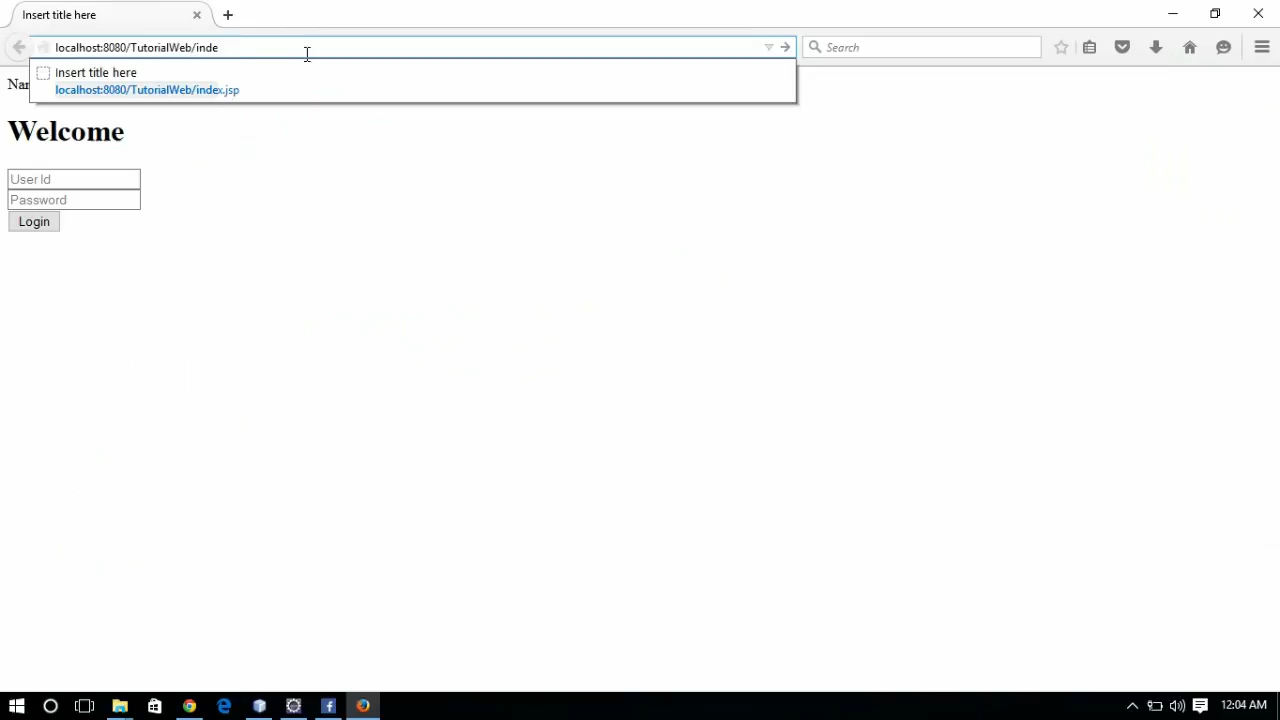 Insert title here
localhost:8080/TutorialWeb/inde
Search
Insert title here
localhost:8080/TutorialWeb/index.jsp
Welcome
User Id
Password
Login
12:04 AM